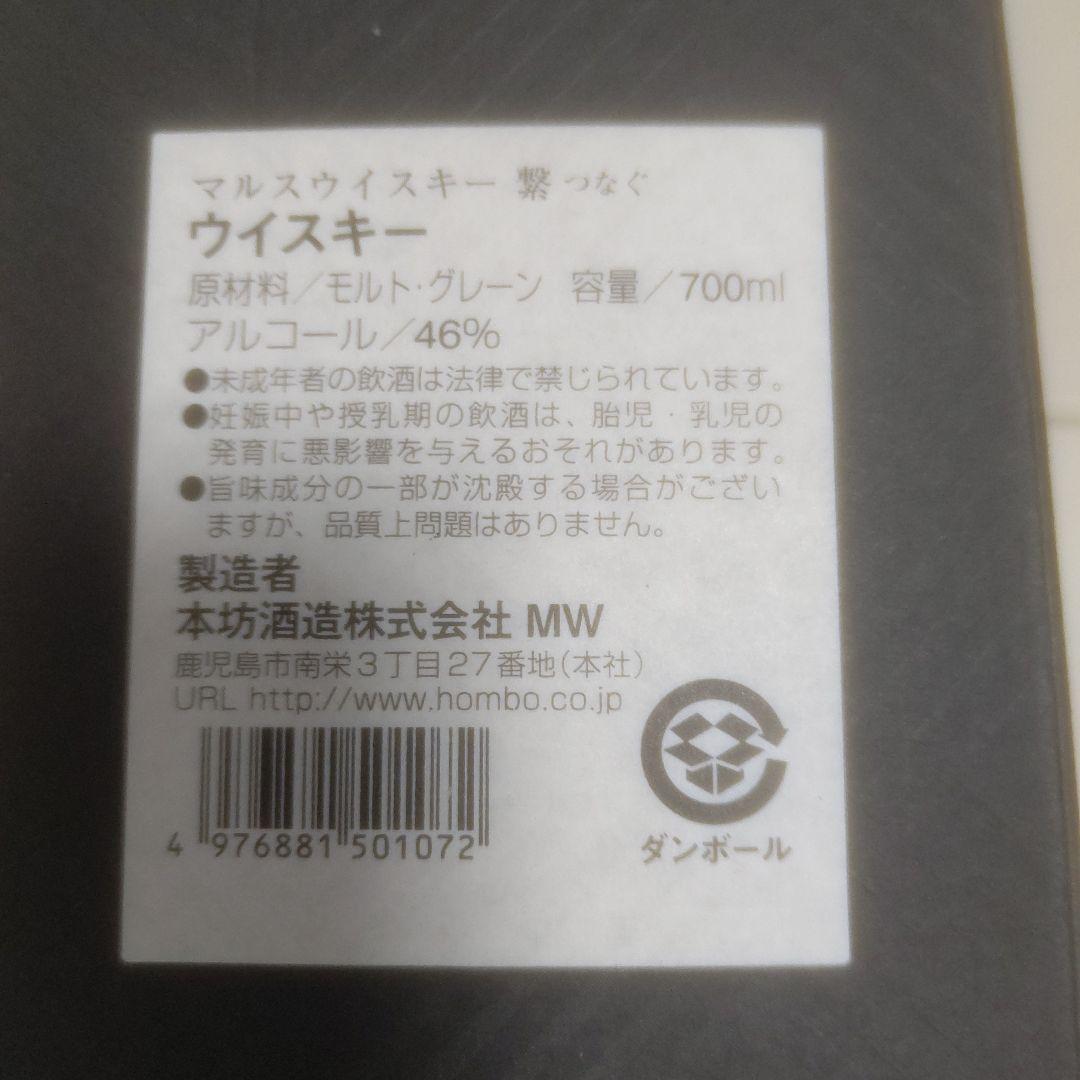 マルスウイスキー 繋 つなぐ
ウイスキー
原材料／モルト・グレーン 容量／700ml
アルコール／46%
●未成年者の飲酒は法律で禁じられています。
●妊娠中や授乳期の飲酒は、胎児・乳児の
発育に悪影響を与えるおそれがあります。
●旨味成分の一部が沈殿する場合がござい
ますが、品質上問題はありません。
製造者
本坊酒造株式会社 MW
鹿児島市南栄3丁目27番地(本社)
URL http://www.hombo.co.jp
4 976881 501072
ダンボール